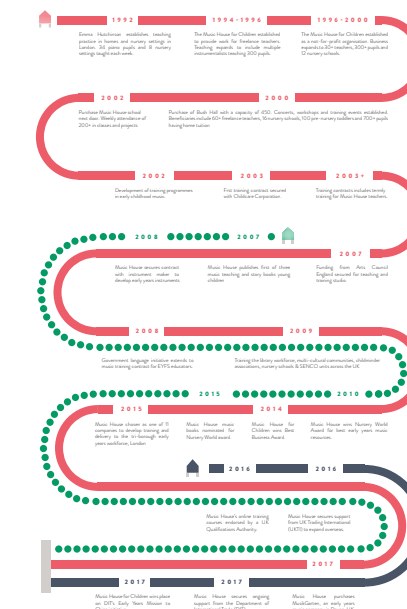 1992 1994-1996 1996-2000
Emma Hutchinson establishes teaching
practice in homes and nursery settings in
London. 34 piano pupils and 8 nursery
settings taught each week.
The Music House for Children established
to provide work for freelance teachers.
Teaching expands to include multiple
instrumentalists teaching 200 pupils.
The Music House for Children established
as a not-for-profit organisation. Business
expands to 30+ teachers, 300+ pupils and
12 nursery schools.
2002 2000
Purchase Music House school
next door. Weekly attendance of
200+ in classes and projects
Purchase of Bush Hall with a capacity of 450. Concerts, workshops and training events established.
Beneficiaries include 60+ freelance teachers, 16 nursery schools, 100 pre-nursery toddlers and 700+ pupils
having home tuition
2002 2003 2003+
Development of training programmes
in early childhood music.
First training contract secured
with Childcare Corporation.
Training contracts includes termly
training for Music House teachers.
2008 2007
2007
Music House secures contract
with instrument maker to
develop early years instruments
Music House publishes first of three
music teaching and story books young
children
Funding from Arts Council
England secured for teaching and
training studio.
2008 2009
Government language initiative extends to
music training contract for EYFS educators.
Training the library workforce, multi-cultural communities, childminder
associations, nursery schools & SENCO units across the UK
2015 2010
2015 2014
Music House chosen as one of 11
companies to develop training and
delivery to the tri-borough early
years workforce, London
Music House music
books nominated for
Nursery World award.
Music House for
Children wins Best
Business Award.
Music House wins Nursery World
Award for best early years music
resources.
2016 2016
Music House's online training
courses endorsed by a UK
Qualifications Authority.
Music House secures support
from UK Trading International
(UKTI) to expand overseas.
2017
2017 2017
Music House for Children wins place
on DIT's Early Years Mission to
Music House secures ongoing
support from the Department of
Music House purchases
MusikGarten, an early years